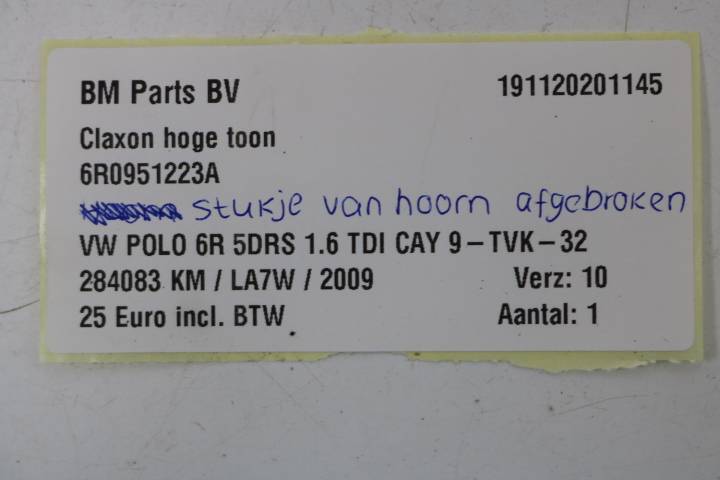 BM Parts BV 191120201145
Claxon hoge toon
6R0951223A
stukje van hoorn afgebroken
VW POLO 6R 5DRS 1.6 TDI CAY 9-TVK-32
284083 KM / LA7W / 2009 Verz: 10
25 Euro incl. BTW Aantal: 1